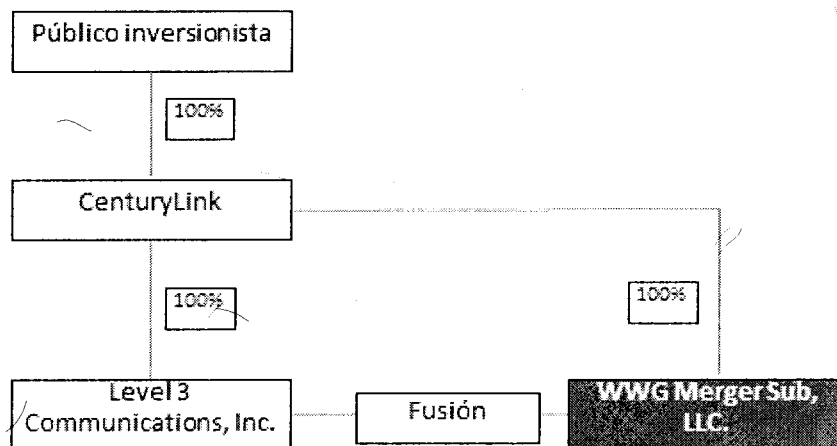 Público inversionista
100%
CenturyLink
100%
100%
Level 3
Communications, Inc.
Fusión
WWG Merger Sub,
LLC.